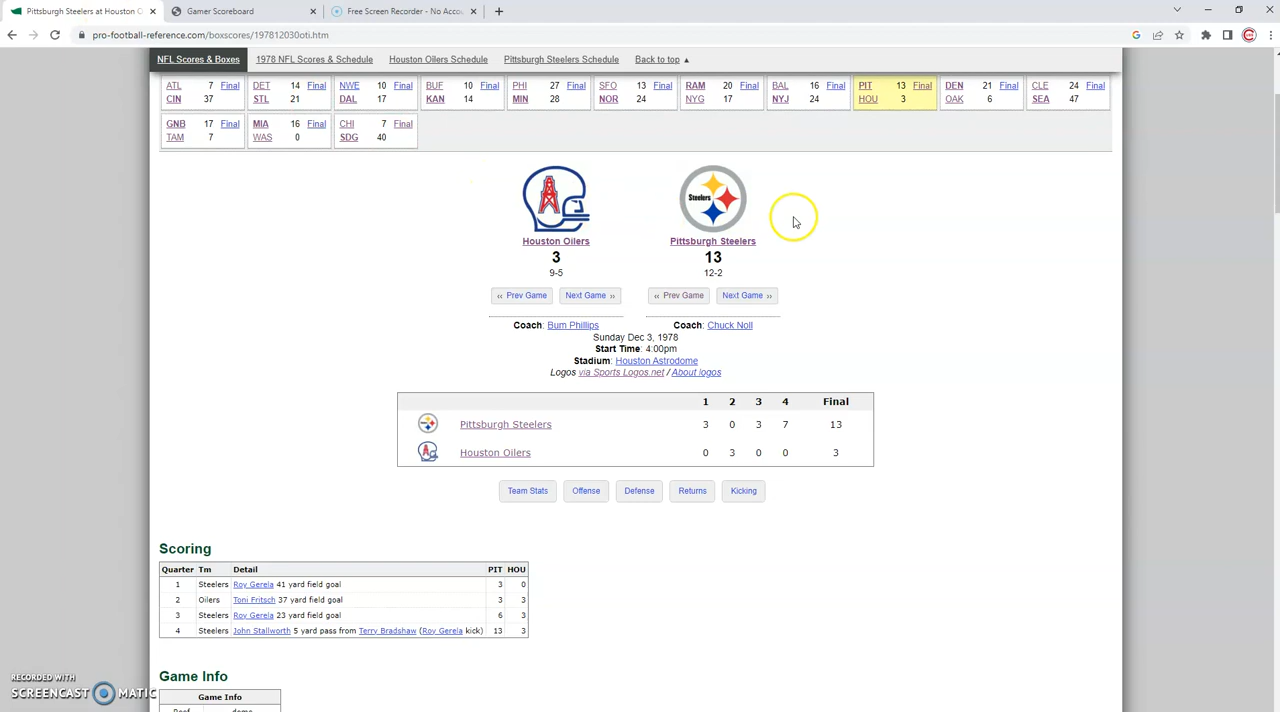 Pittsburgh Steelers at Houston O
Gamer Scoreboard
Free Screen Recorder - No Accou
pro-football-reference.com/boxscores/197812030oti.htm
NFL Scores & Boxes 1978 NFL Scores & Schedule Houston Oilers Schedule Pittsburgh Steelers Schedule Back to top ▲
ATL 7 Final DET 14 Final NWE 10 Final BUF 10 Final PHI 27 Final SFO 13 Final RAM 20 Final BAL 16 Final PIT 13 Final DEN 21 Final CLE 24 Final
CIN 37 STL 21 DAL 17 KAN 14 MIN 28 NOR 24 NYG 17 NYJ 24 HOU 3 OAK 6 SEA 47
GNB 17 Final MIA 16 Final CHI 7 Final
TAM 7 WAS 0 SDG 40
Steelers
Houston Oilers Pittsburgh Steelers
3 13
9-5 12-2
‹‹ Prev Game Next Game ›› ‹‹ Prev Game Next Game ››
Coach: Bum Phillips Coach: Chuck Noll
Sunday Dec 3, 1978
Start Time: 4:00pm
Stadium: Houston Astrodome
Logos via Sports Logos.net / About logos
1 2 3 4 Final
Pittsburgh Steelers 3 0 3 7 13
Houston Oilers 0 3 0 0 3
Team Stats Offense Defense Returns Kicking
Scoring
Quarter Tm Detail PIT HOU
1 Steelers Roy Gerela 41 yard field goal 3 0
2 Oilers Toni Fritsch 37 yard field goal 3 3
3 Steelers Roy Gerela 23 yard field goal 6 3
4 Steelers John Stallworth 5 yard pass from Terry Bradshaw (Roy Gerela kick) 13 3
Game Info
Game Info
Roof dome
RECORDED WITH
SCREENCAST MATIC